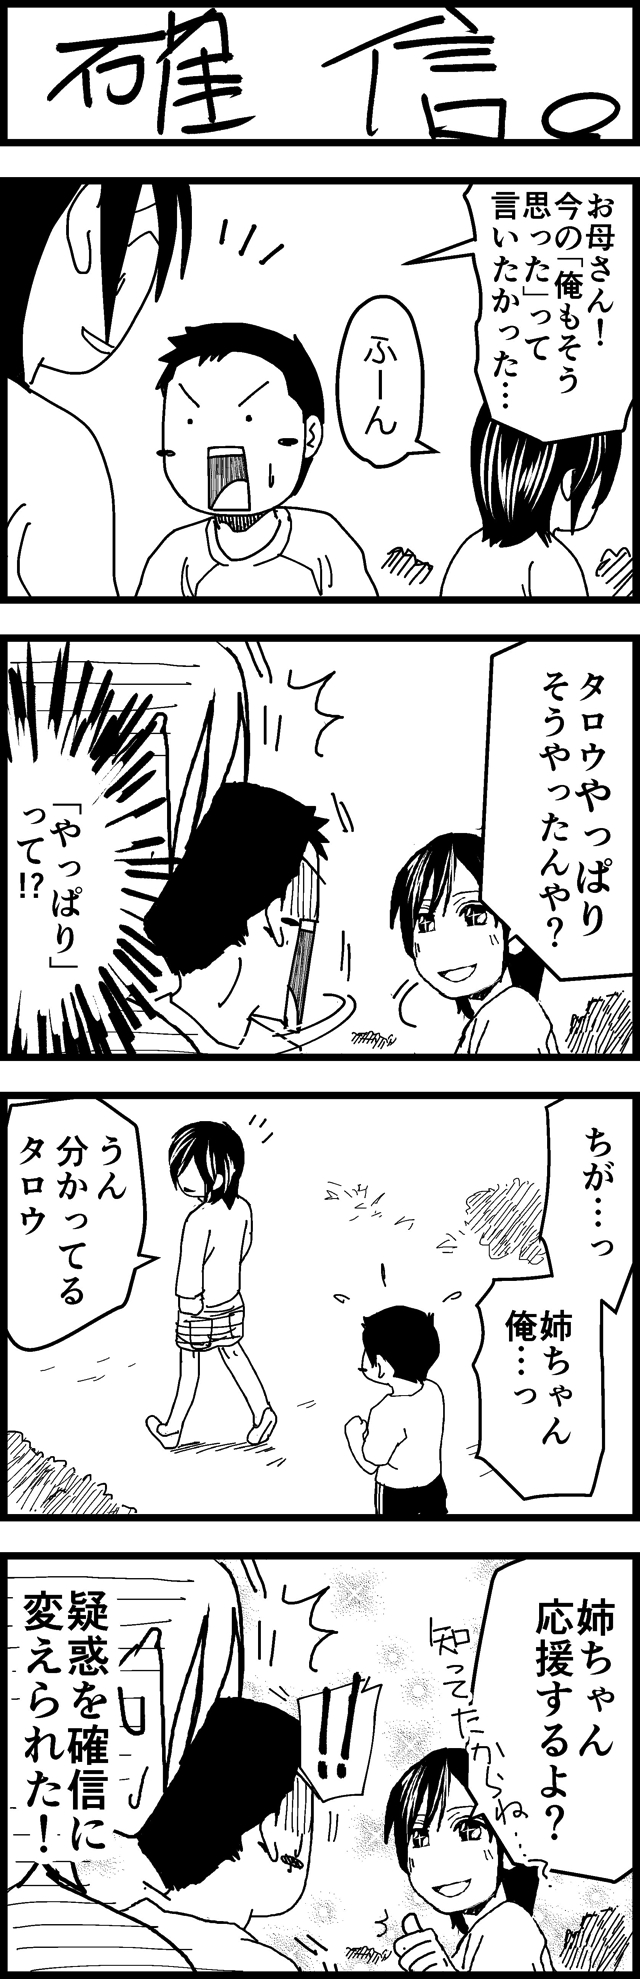 確信。
お母さん!
今の「俺もそう
思った」って
言いたかった…
ふーん
タロウやっぱり
そうやったんや?
「やっぱり」
って!?
ちが…っ
姉ちゃん
俺…っ
うん
分かってる
タロウ
姉ちゃん
応援するよ?
知ってたからね…?
!!
疑惑を確信に
変えられた!